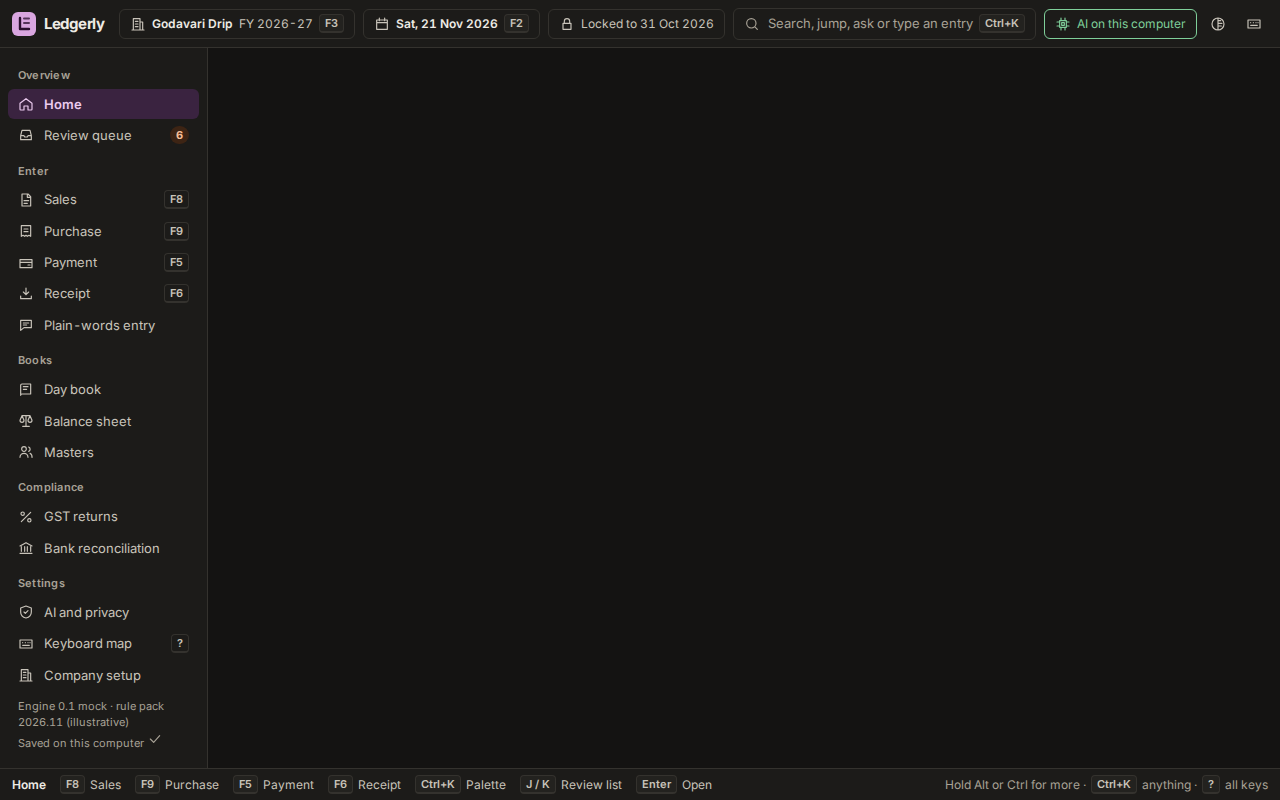 Ledgerly
Godavari Drip FY 2026-27 F3
Sat, 21 Nov 2026 F2
Locked to 31 Oct 2026
Search, jump, ask or type an entry Ctrl+K
AI on this computer
Overview
Home
Review queue 6
Enter
Sales F8
Purchase F9
Payment F5
Receipt F6
Plain-words entry
Books
Day book
Balance sheet
Masters
Compliance
GST returns
Bank reconciliation
Settings
AI and privacy
Keyboard map ?
Company setup
Engine 0.1 mock · rule pack
2026.11 (illustrative)
Saved on this computer
Home F8 Sales F9 Purchase F5 Payment F6 Receipt Ctrl+K Palette J / K Review list Enter Open
Hold Alt or Ctrl for more · Ctrl+K anything · ? all keys